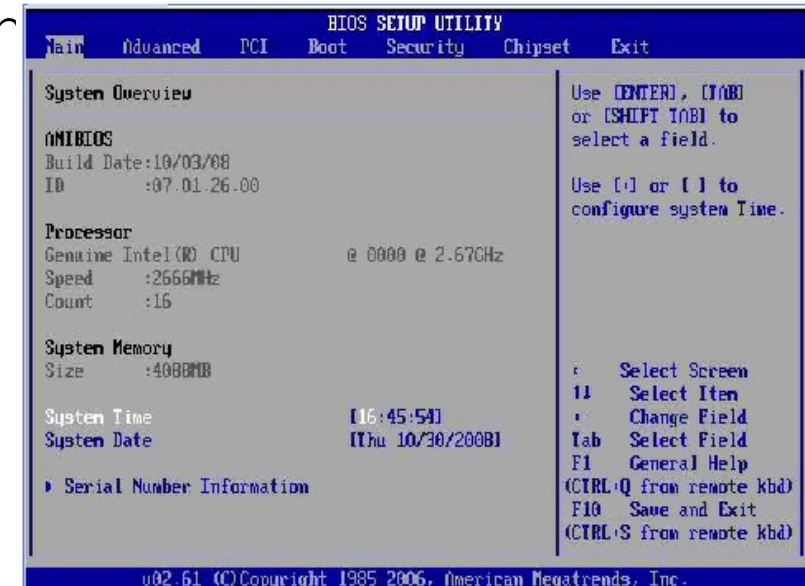 BIOS SETUP UTILITY
Main Advanced PCI Boot Security Chipset Exit
System Overview
AMIBIOS
Build Date:10/03/08
ID :07.01.26.00
Processor
Genuine Intel(R) CPU @ 0000 @ 2.67GHz
Speed :2666MHz
Count :16
System Memory
Size :4088MB
System Time [16:45:54]
System Date [Thu 10/30/2008]
Serial Number Information
Use [ENTER], [TAB]
or [SHIFT TAB] to
select a field.
Use [+] or [ ] to
configure system Time.
Select Screen
↑↓ Select Item
Change Field
Tab Select Field
F1 General Help
(CTRL+Q from remote kbd)
F10 Save and Exit
(CTRL+S from remote kbd)
v02.61 (C)Copyright 1985 2006, American Megatrends, Inc.